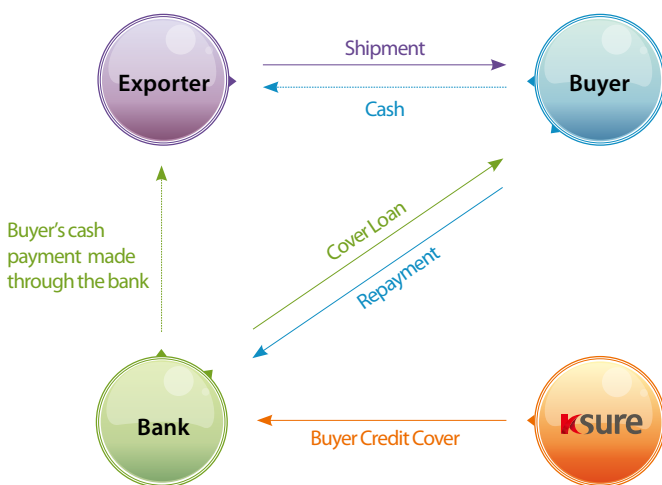 Shipment
Exporter
Buyer
Cash
Buyer's cash
payment made
through the bank
Cover Loan
Repayment
Bank
Buyer Credit Cover
ksure